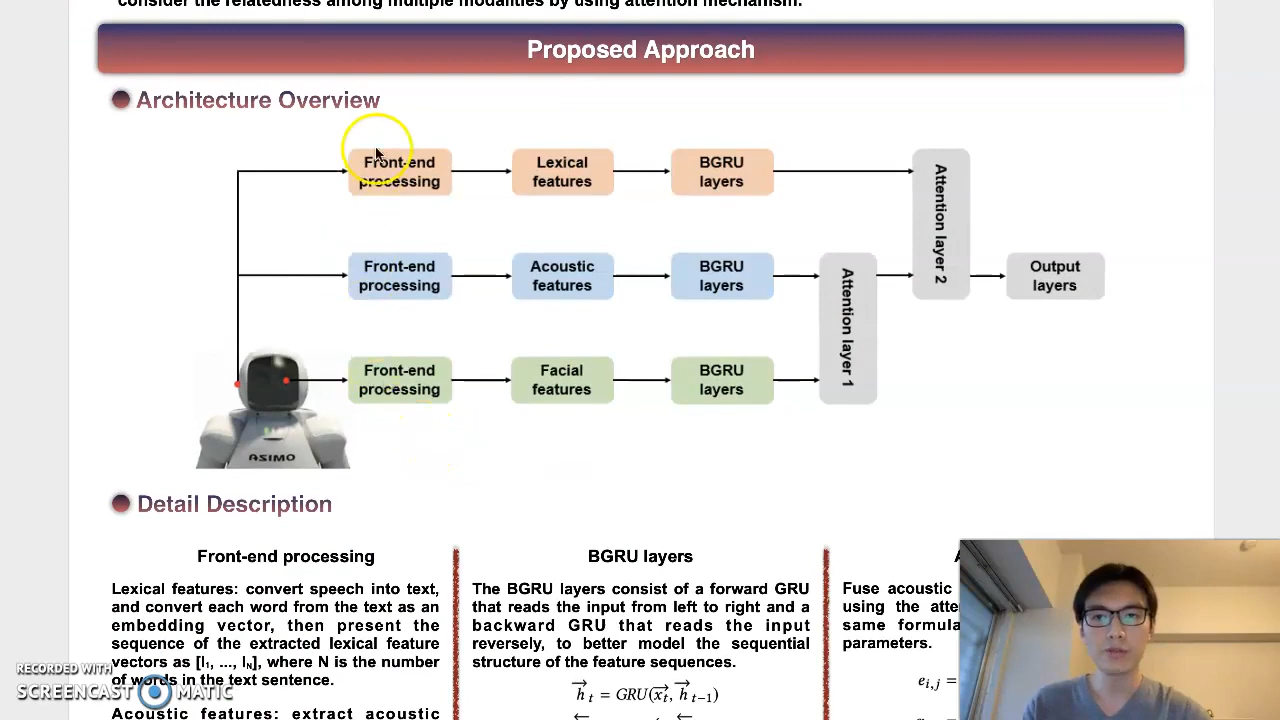 consider the relatedness among multiple modalities by using attention mechanism.
Proposed Approach
Architecture Overview
Front-end
processing
Lexical
features
BGRU
layers
Attention layer 2
Front-end
processing
Acoustic
features
BGRU
layers
Attention layer 1
Output
layers
Front-end
processing
Facial
features
BGRU
layers
ASIMO
Detail Description
Front-end processing
Lexical features: convert speech into text,
and convert each word from the text as an
embedding vector, then present the
sequence of the extracted lexical feature
vectors as [l₁, ..., lN], where N is the number
of words in the text sentence.
Acoustic features: extract acoustic
BGRU layers
The BGRU layers consist of a forward GRU
that reads the input from left to right and a
backward GRU that reads the input
reversely, to better model the sequential
structure of the feature sequences.
→h t = GRU(→xt, →h t−1)
Fuse acoustic
using the atte
same formula
parameters.
e i,j =
RECORDED WITH
SCREENCAST MATIC